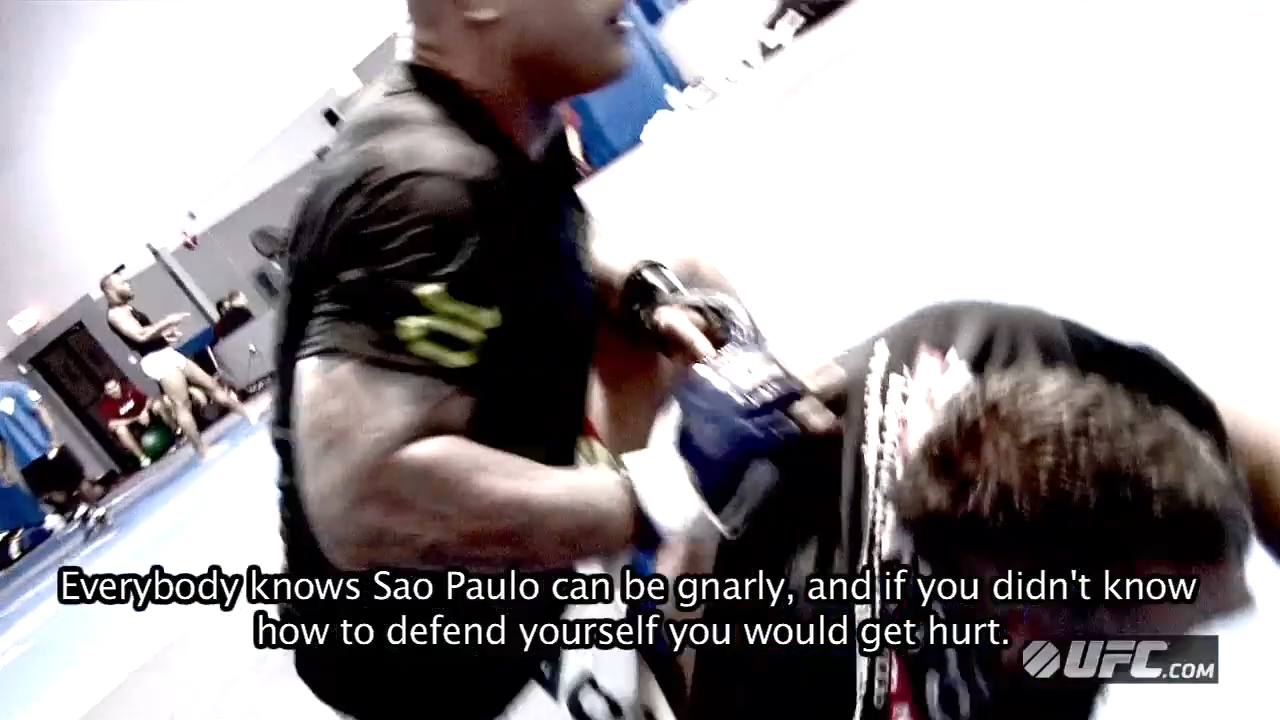 Everybody knows Sao Paulo can be gnarly, and if you didn't know
how to defend yourself you would get hurt.
UFC.COM